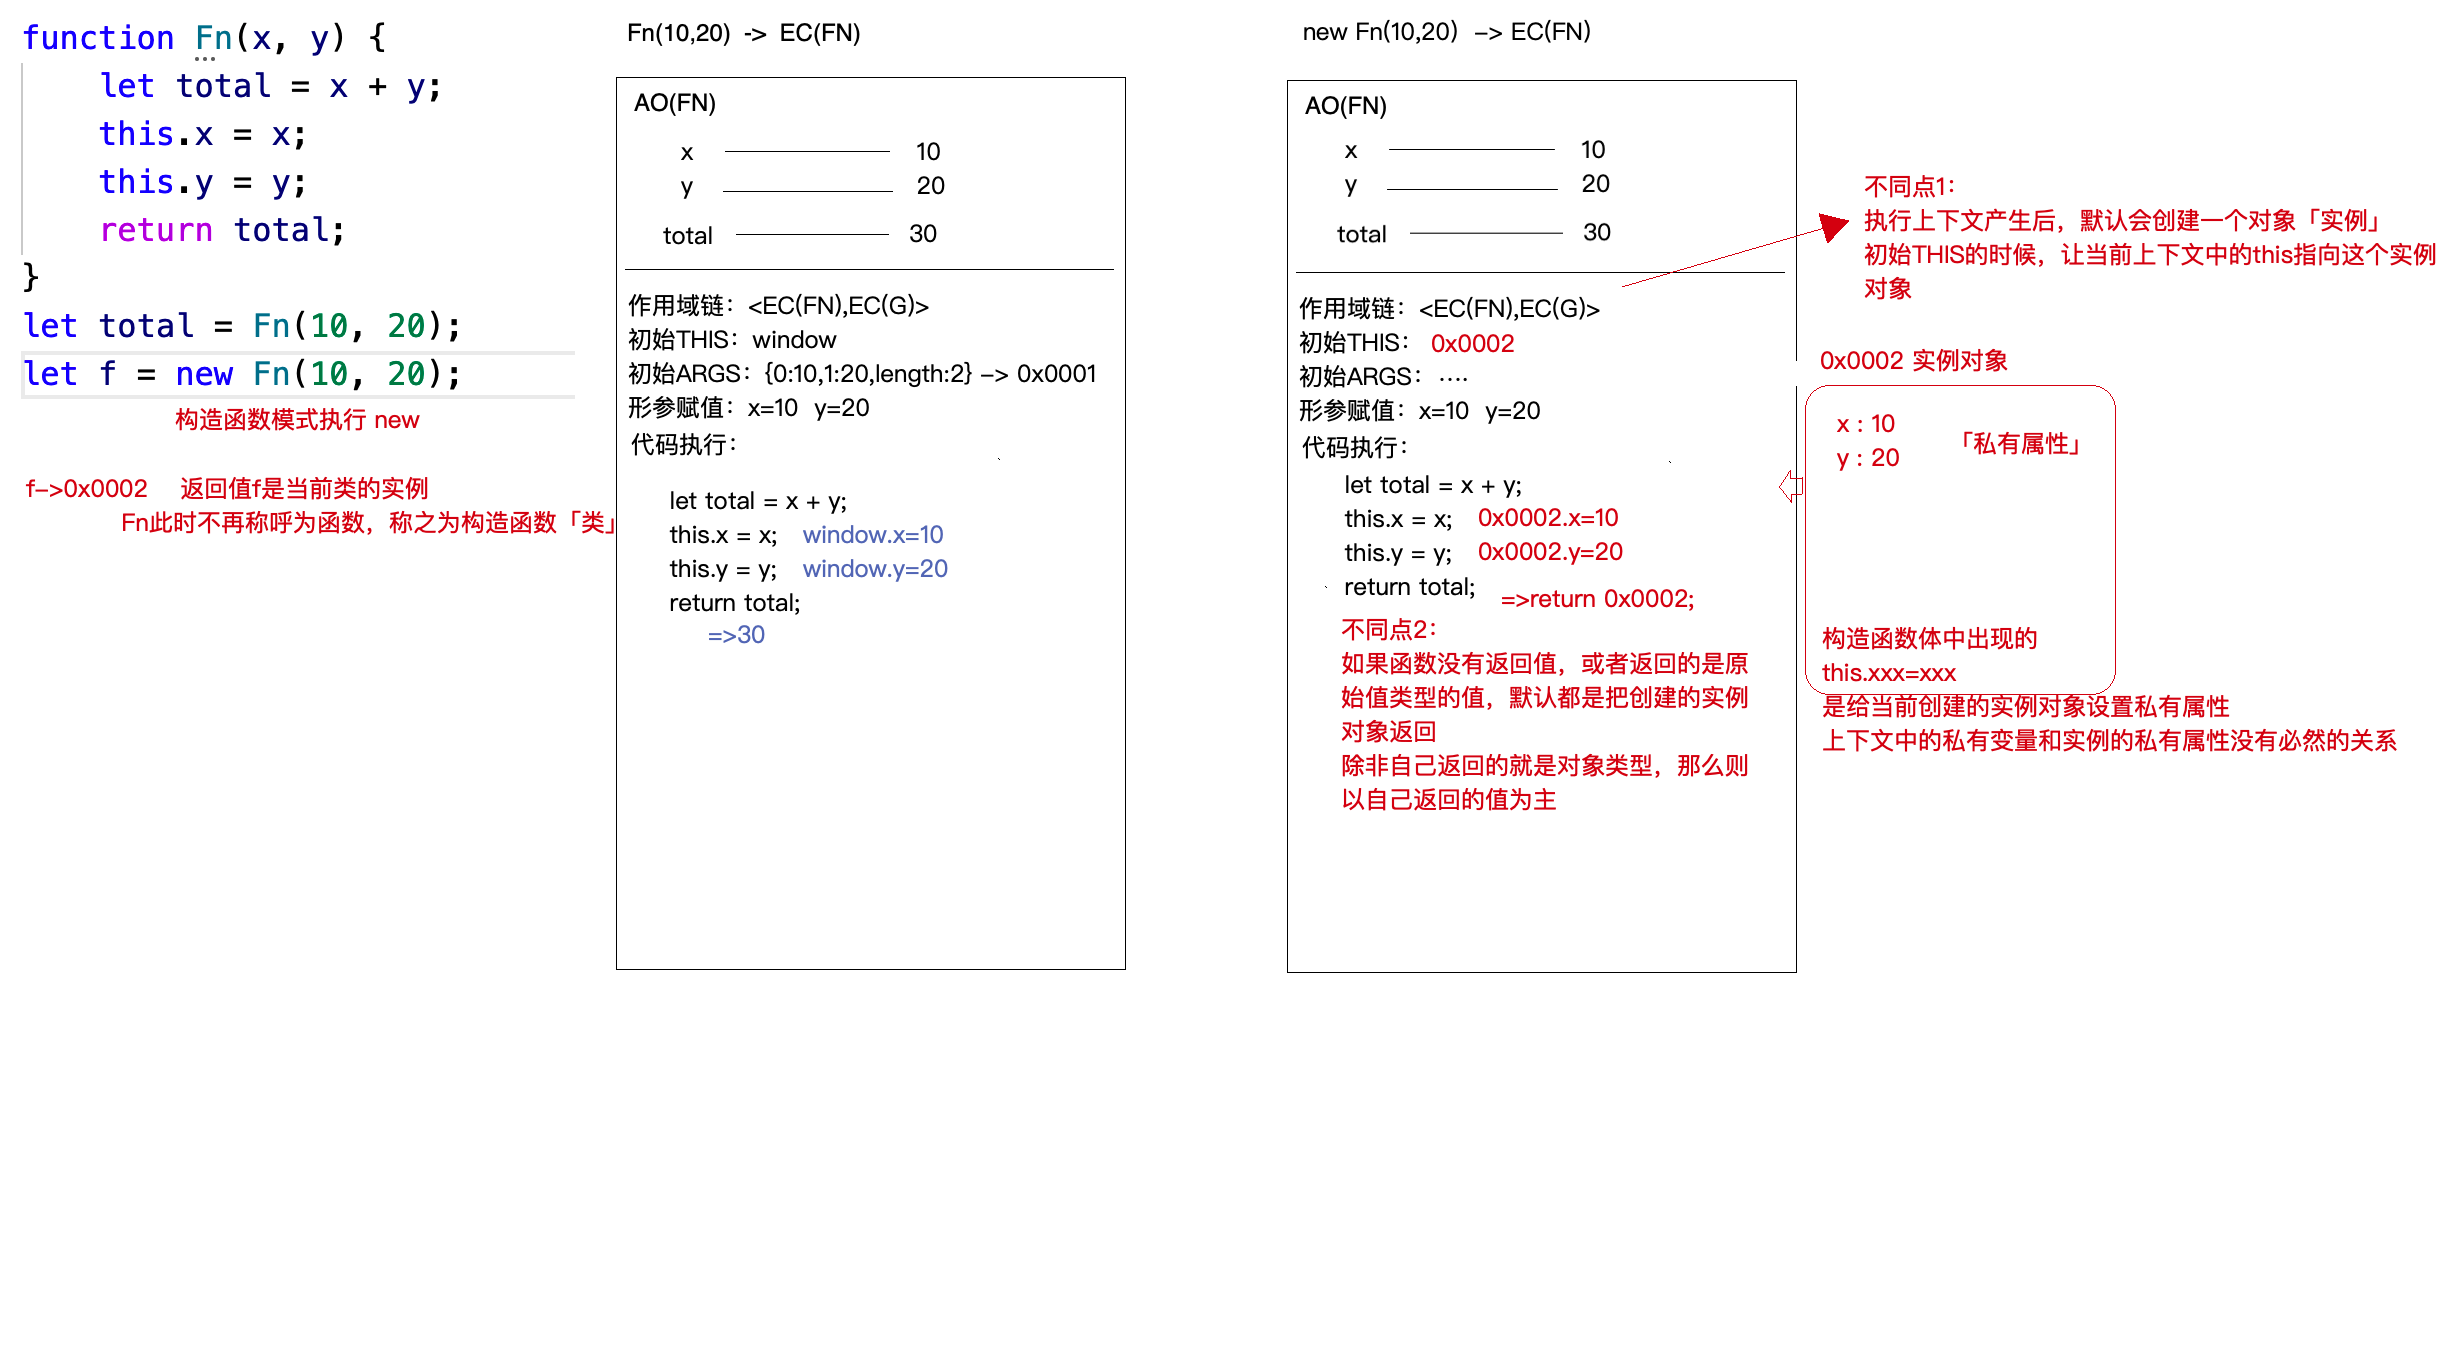 function Fn(x, y) {
let total = x + y;
this.x = x;
this.y = y;
return total;
}
let total = Fn(10, 20);
let f = new Fn(10, 20);
构造函数模式执行 new
f–>0x0002 返回值f是当前类的实例
Fn此时不再称呼为函数，称之为构造函数「类」
Fn(10,20) -> EC(FN)
AO(FN)
x 10
y 20
total 30
作用域链：<EC(FN),EC(G)>
初始THIS：window
初始ARGS：{0:10,1:20,length:2} –> 0x0001
形参赋值：x=10 y=20
代码执行：
let total = x + y;
this.x = x; window.x=10
this.y = y; window.y=20
return total;
=>30
new Fn(10,20) –> EC(FN)
AO(FN)
x 10
y 20
total 30
作用域链：<EC(FN),EC(G)>
初始THIS： 0x0002
初始ARGS：····
形参赋值：x=10 y=20
代码执行：
let total = x + y;
this.x = x; 0x0002.x=10
this.y = y; 0x0002.y=20
return total; =>return 0x0002;
不同点2：
如果函数没有返回值，或者返回的是原
始值类型的值，默认都是把创建的实例
对象返回
除非自己返回的就是对象类型，那么则
以自己返回的值为主
不同点1：
执行上下文产生后，默认会创建一个对象「实例」
初始THIS的时候，让当前上下文中的this指向这个实例
对象
0x0002 实例对象
x : 10
y : 20
「私有属性」
构造函数体中出现的
this.xxx=xxx
是给当前创建的实例对象设置私有属性
上下文中的私有变量和实例的私有属性没有必然的关系